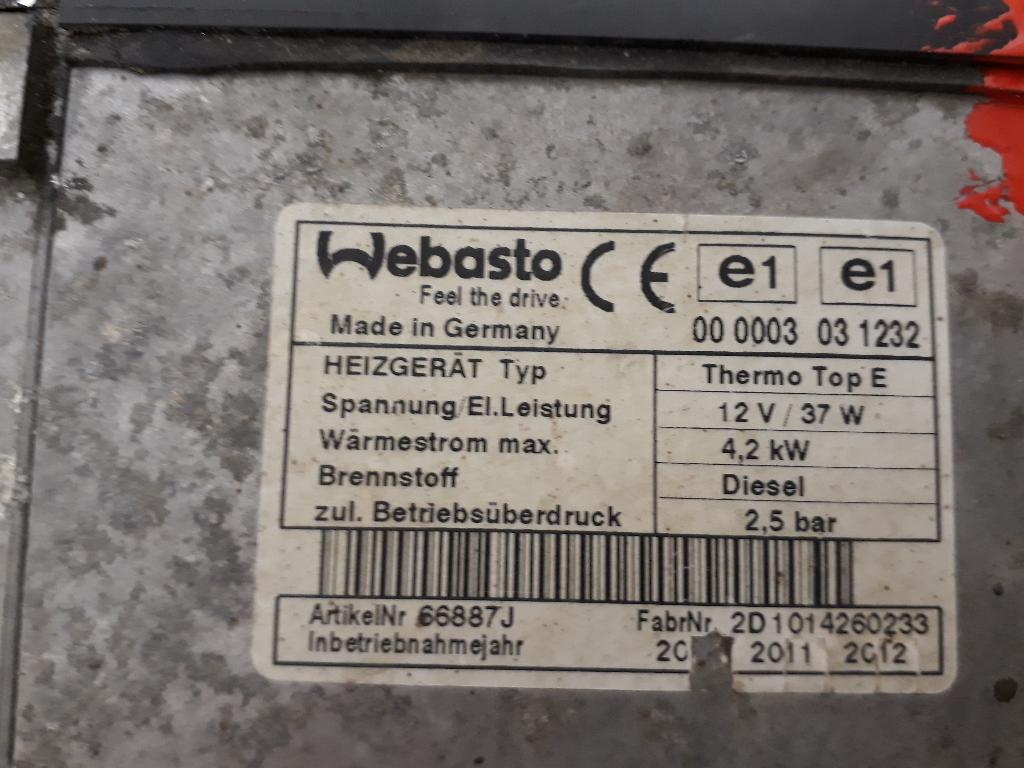 Webasto CE e1 e1
Feel the drive
Made in Germany 00 0003 03 1232
HEIZGERÄT Typ Thermo Top E
Spannung/El.Leistung 12 V / 37 W
Wärmestrom max. 4,2 kW
Brennstoff Diesel
zul. Betriebsüberdruck 2,5 bar
ArtikelNr 66887J FabrNr. 2D1014260233
Inbetriebnahmejahr 2011 2012